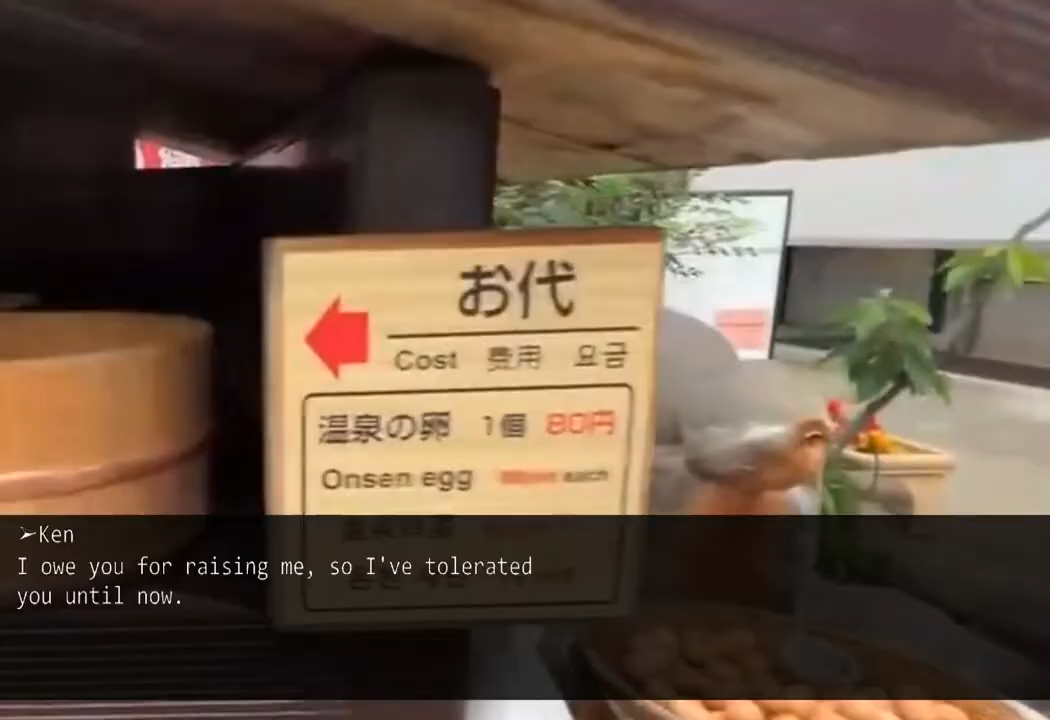 お代
Cost 费用 요금
温泉の卵 1個 80円
Onsen egg each
➢Ken
I owe you for raising me, so I've tolerated
you until now.